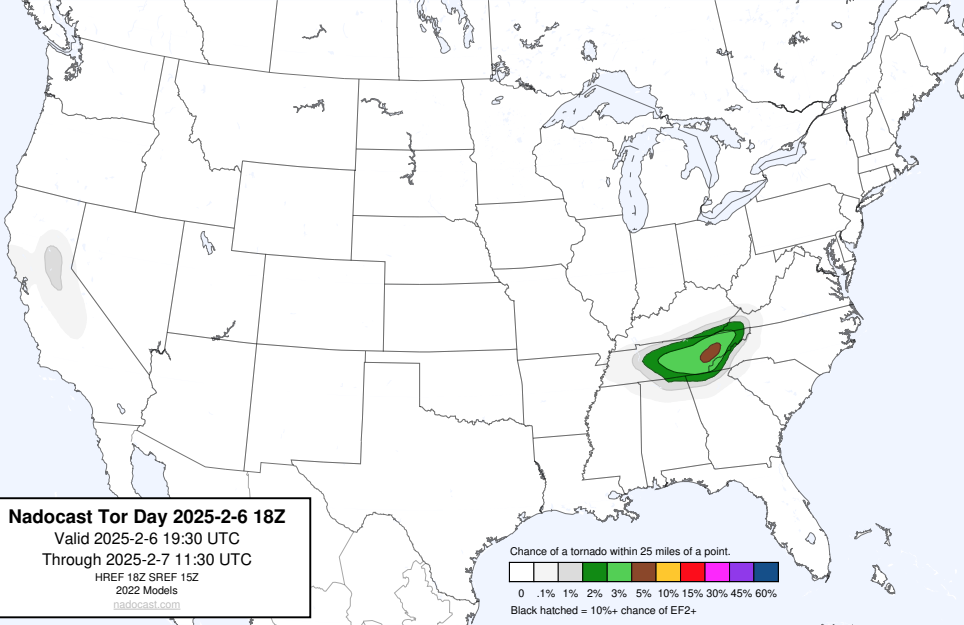 Nadocast Tor Day 2025-2-6 18Z
Valid 2025-2-6 19:30 UTC
Through 2025-2-7 11:30 UTC
HREF 18Z SREF 15Z
2022 Models
nadocast.com
Chance of a tornado within 25 miles of a point.
0 .1% 1% 2% 3% 5% 10% 15% 30% 45% 60%
Black hatched = 10%+ chance of EF2+